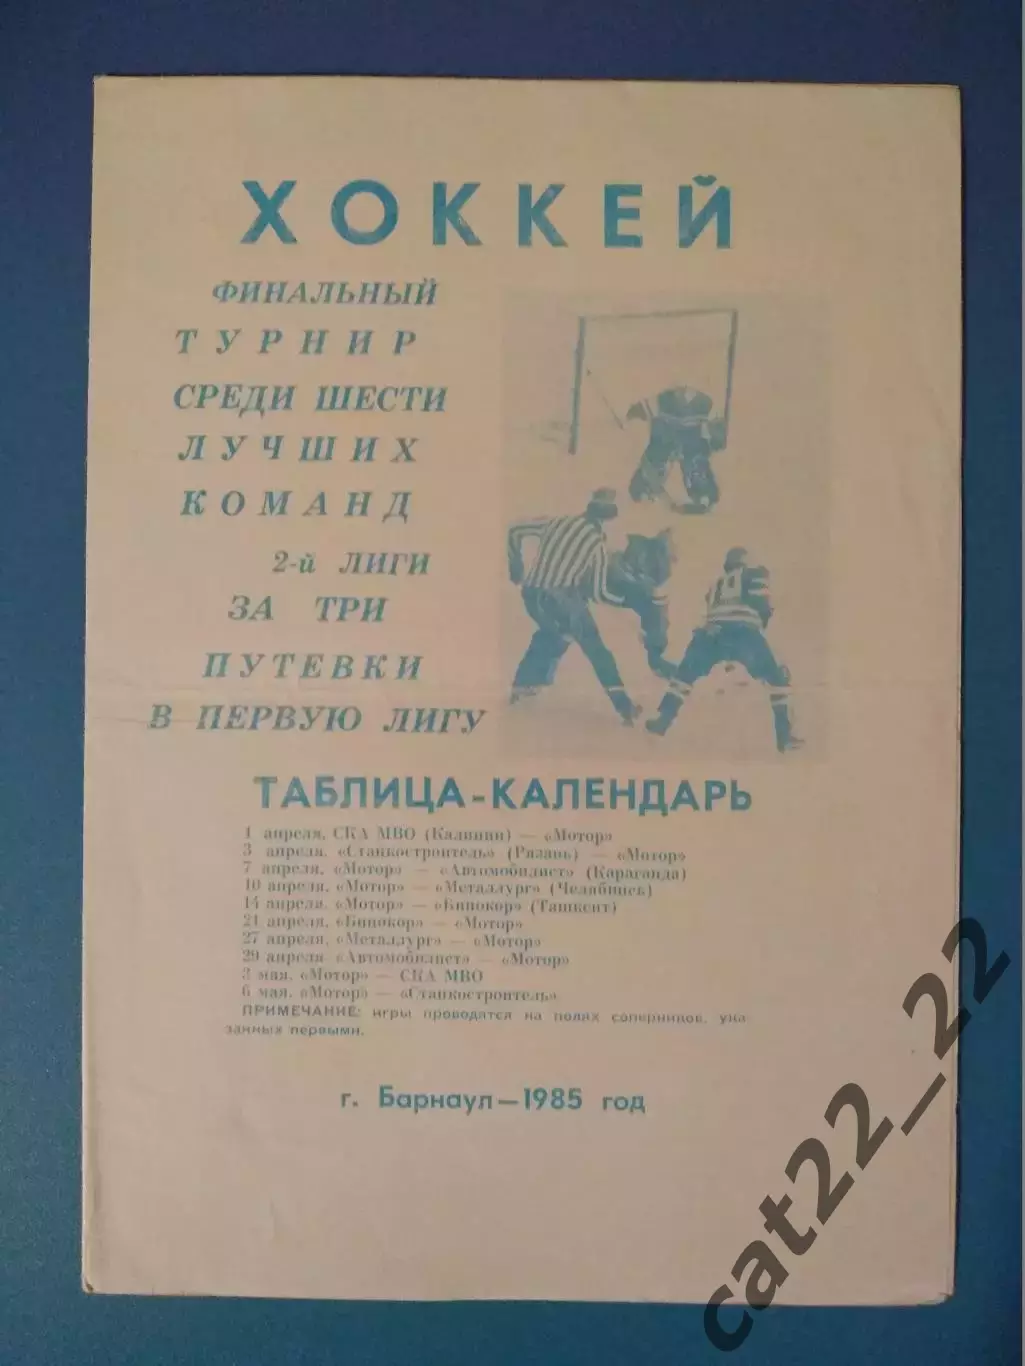 ХОККЕЙ
ФИНАЛЬНЫЙ
ТУРНИР
СРЕДИ ШЕСТИ
ЛУЧШИХ
КОМАНД
2-й ЛИГИ
ЗА ТРИ
ПУТЕВКИ
В ПЕРВУЮ ЛИГУ
19
ТАБЛИЦА-КАЛЕНДАРЬ
1 апреля. СКА МВО (Калинин) — «Мотор»
3 апреля. «Станкостроитель» (Рязань) — «Мотор»
7 апреля. «Мотор» — «Автомобилист» (Караганда)
10 апреля. «Мотор» — «Металлург» (Челябинск)
14 апреля. «Мотор» — «Бинокор» (Ташкент)
21 апреля. «Бинокор» — «Мотор»
27 апреля. «Металлург» — «Мотор»
29 апреля «Автомобилист» — «Мотор»
3 мая. «Мотор» — СКА МВО
6 мая. «Мотор» — «Станкостроитель»
ПРИМЕЧАНИЕ: игры проводятся на полях соперников, ука-
занных первыми.
г. Барнаул — 1985 год
cat22_22